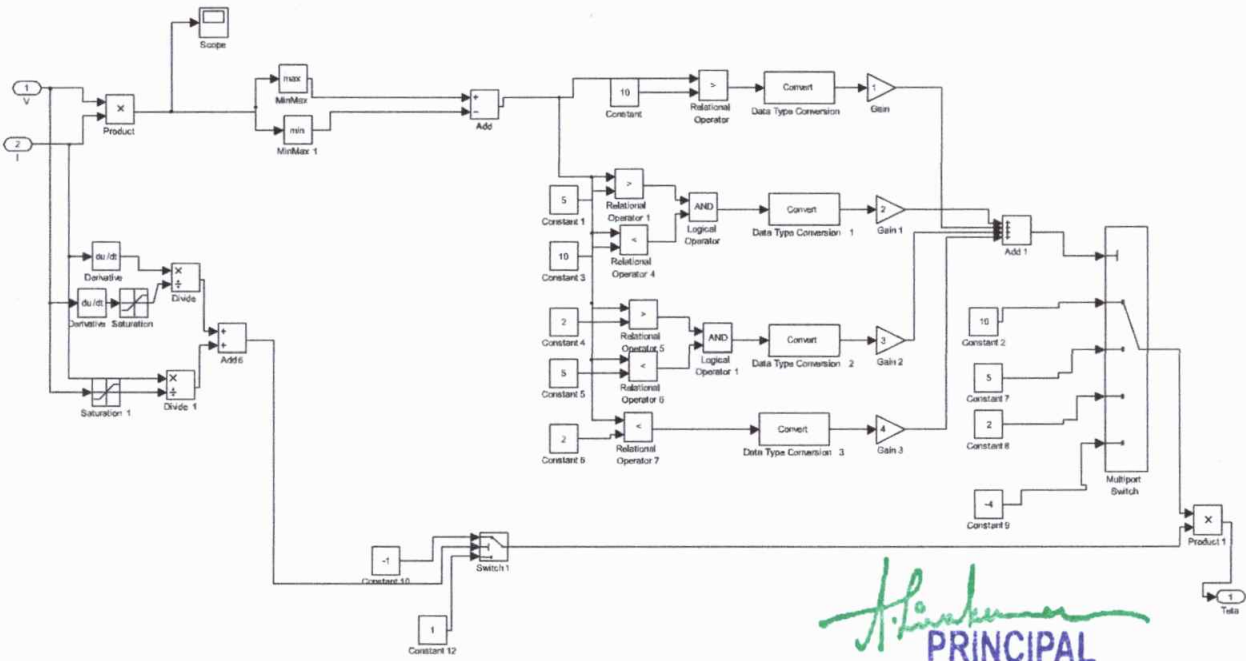 Scope
1
V
×
Product
2
I
max
MinMax
min
MinMax 1
+
−
Add
10
Constant
>
Relational
Operator
Convert
Data Type Conversion
1
Gain
5
Constant 1
>
Relational
Operator 1
AND
Logical
Operator
Convert
Data Type Conversion 1
2
Gain 1
10
Constant 3
<
Relational
Operator 4
+
+
+
+
Add 1
du/dt
Derivative
×
÷
Divide
du/dt
Derivative
Saturation
+
+
Add6
×
÷
Divide 1
Saturation 1
2
Constant 4
>
Relational
Operator 5
AND
Logical
Operator 1
Convert
Data Type Conversion 2
3
Gain 2
5
Constant 5
<
Relational
Operator 6
2
Constant 6
<
Relational
Operator 7
Convert
Data Type Conversion 3
4
Gain 3
10
Constant 2
5
Constant 7
2
Constant 8
-4
Constant 9
Multiport
Switch
×
Product 1
1
Teta
-1
Constant 10
Switch 1
1
Constant 12
PRINCIPAL